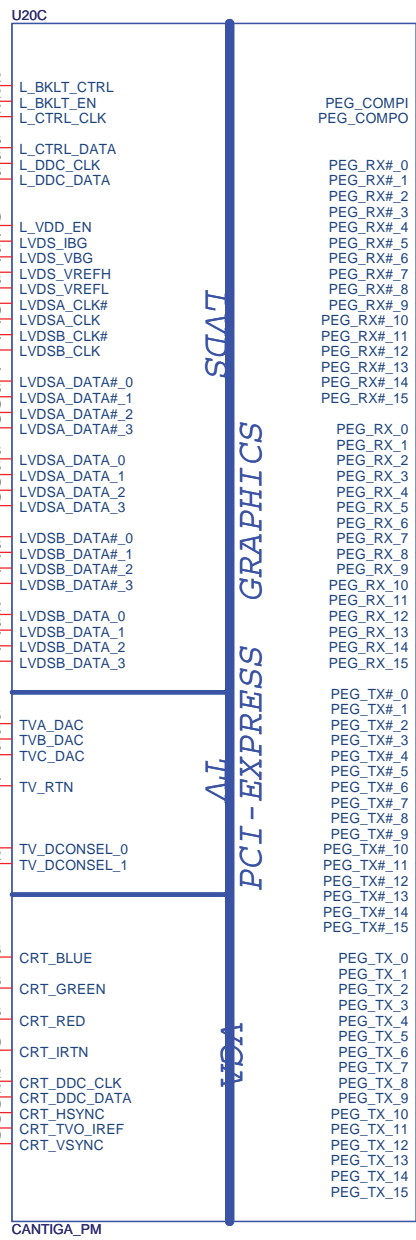 U20C
L_BKLT_CTRL
L_BKLT_EN
L_CTRL_CLK
L_CTRL_DATA
L_DDC_CLK
L_DDC_DATA
L_VDD_EN
LVDS_IBG
LVDS_VBG
LVDS_VREFH
LVDS_VREFL
LVDSA_CLK#
LVDSA_CLK
LVDSB_CLK#
LVDSB_CLK
LVDSA_DATA#_0
LVDSA_DATA#_1
LVDSA_DATA#_2
LVDSA_DATA#_3
LVDSA_DATA_0
LVDSA_DATA_1
LVDSA_DATA_2
LVDSA_DATA_3
LVDSB_DATA#_0
LVDSB_DATA#_1
LVDSB_DATA#_2
LVDSB_DATA#_3
LVDSB_DATA_0
LVDSB_DATA_1
LVDSB_DATA_2
LVDSB_DATA_3
TVA_DAC
TVB_DAC
TVC_DAC
TV_RTN
TV_DCONSEL_0
TV_DCONSEL_1
CRT_BLUE
CRT_GREEN
CRT_RED
CRT_IRTN
CRT_DDC_CLK
CRT_DDC_DATA
CRT_HSYNC
CRT_TVO_IREF
CRT_VSYNC
LVDS
TV
VGA
PCI-EXPRESS GRAPHICS
PEG_COMPI
PEG_COMPO
PEG_RX#_0
PEG_RX#_1
PEG_RX#_2
PEG_RX#_3
PEG_RX#_4
PEG_RX#_5
PEG_RX#_6
PEG_RX#_7
PEG_RX#_8
PEG_RX#_9
PEG_RX#_10
PEG_RX#_11
PEG_RX#_12
PEG_RX#_13
PEG_RX#_14
PEG_RX#_15
PEG_RX_0
PEG_RX_1
PEG_RX_2
PEG_RX_3
PEG_RX_4
PEG_RX_5
PEG_RX_6
PEG_RX_7
PEG_RX_8
PEG_RX_9
PEG_RX_10
PEG_RX_11
PEG_RX_12
PEG_RX_13
PEG_RX_14
PEG_RX_15
PEG_TX#_0
PEG_TX#_1
PEG_TX#_2
PEG_TX#_3
PEG_TX#_4
PEG_TX#_5
PEG_TX#_6
PEG_TX#_7
PEG_TX#_8
PEG_TX#_9
PEG_TX#_10
PEG_TX#_11
PEG_TX#_12
PEG_TX#_13
PEG_TX#_14
PEG_TX#_15
PEG_TX_0
PEG_TX_1
PEG_TX_2
PEG_TX_3
PEG_TX_4
PEG_TX_5
PEG_TX_6
PEG_TX_7
PEG_TX_8
PEG_TX_9
PEG_TX_10
PEG_TX_11
PEG_TX_12
PEG_TX_13
PEG_TX_14
PEG_TX_15
CANTIGA_PM